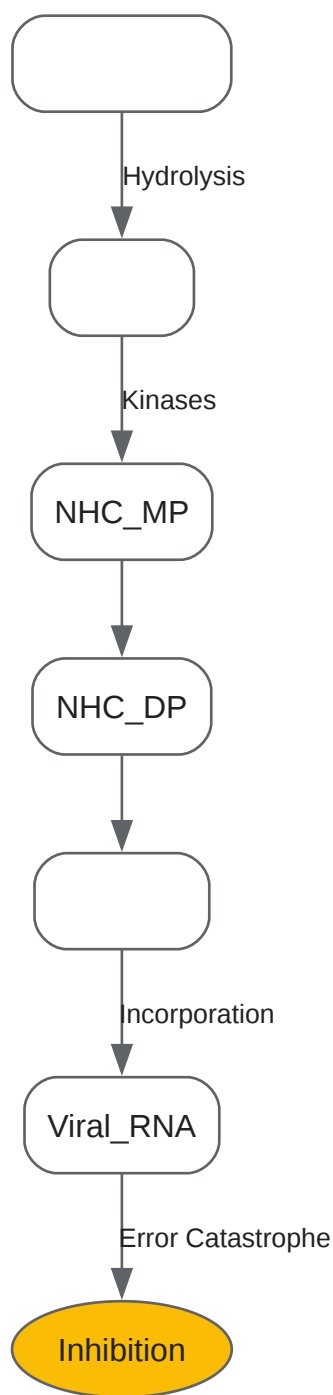 Hydrolysis
Kinases
NHC_MP
NHC_DP
Incorporation
Viral_RNA
Error Catastrophe
Inhibition